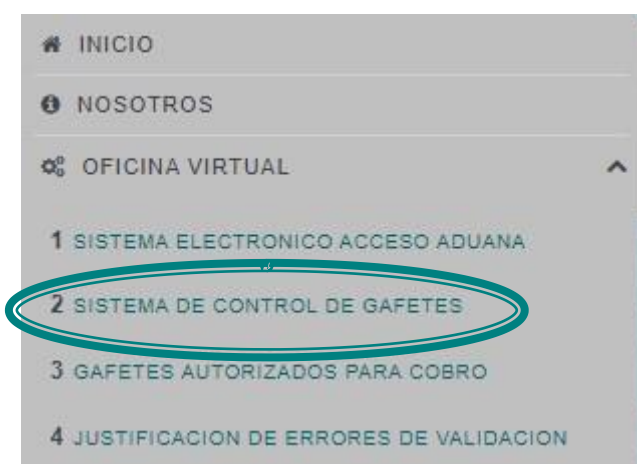 INICIO
NOSOTROS
OFICINA VIRTUAL
1 SISTEMA ELECTRONICO ACCESO ADUANA
2 SISTEMA DE CONTROL DE GAFETES
3 GAFETES AUTORIZADOS PARA COBRO
4 JUSTIFICACION DE ERRORES DE VALIDACION